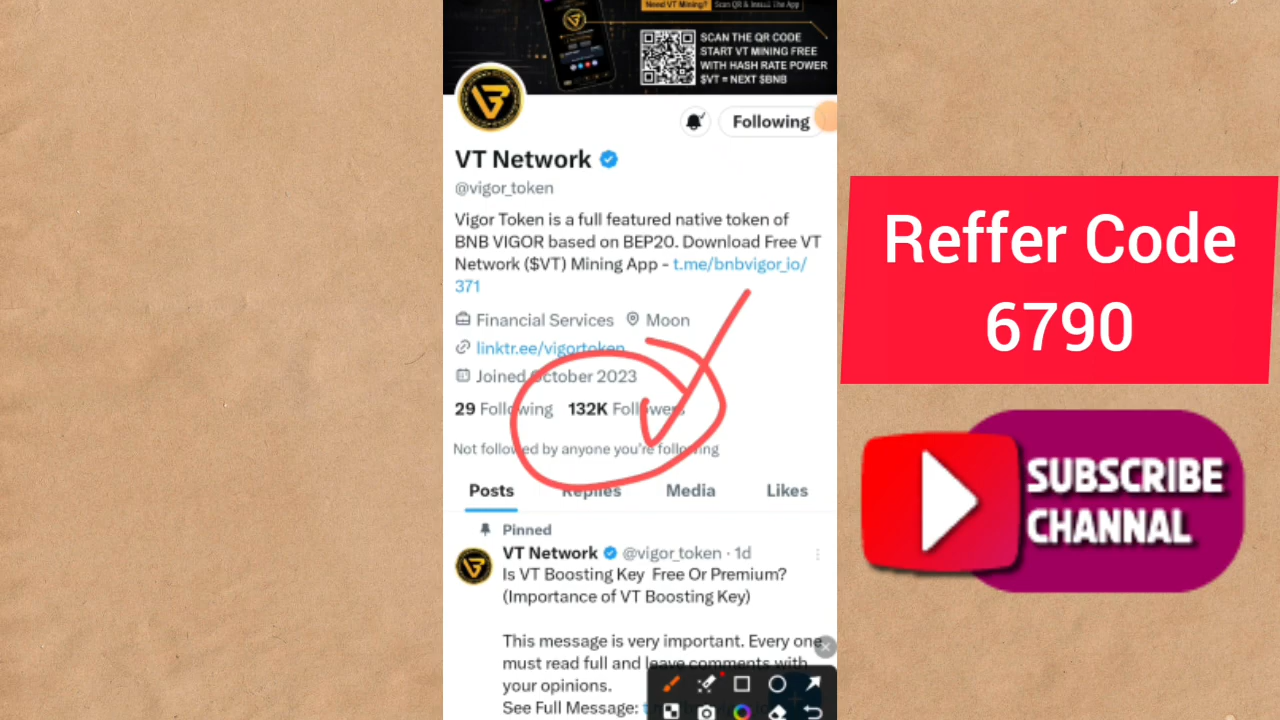 Need VT Mining? Scan QR & Install The App
SCAN THE QR CODE
START VT MINING FREE
WITH HASH RATE POWER
$VT = NEXT $BNB
Following
VT Network
@vigor_token
Vigor Token is a full featured native token of
BNB VIGOR based on BEP20. Download Free VT
Network ($VT) Mining App - t.me/bnbvigor_io/
371
Financial Services Moon
linktr.ee/vigortoken
Joined October 2023
29 Following 132K Followers
Not followed by anyone you're following
Posts Replies Media Likes
Pinned
VT Network @vigor_token · 1d
Is VT Boosting Key Free Or Premium?
(Importance of VT Boosting Key)
This message is very important. Every one
must read full and leave comments with
your opinions.
See Full Message:
Reffer Code
6790
SUBSCRIBE
CHANNAL